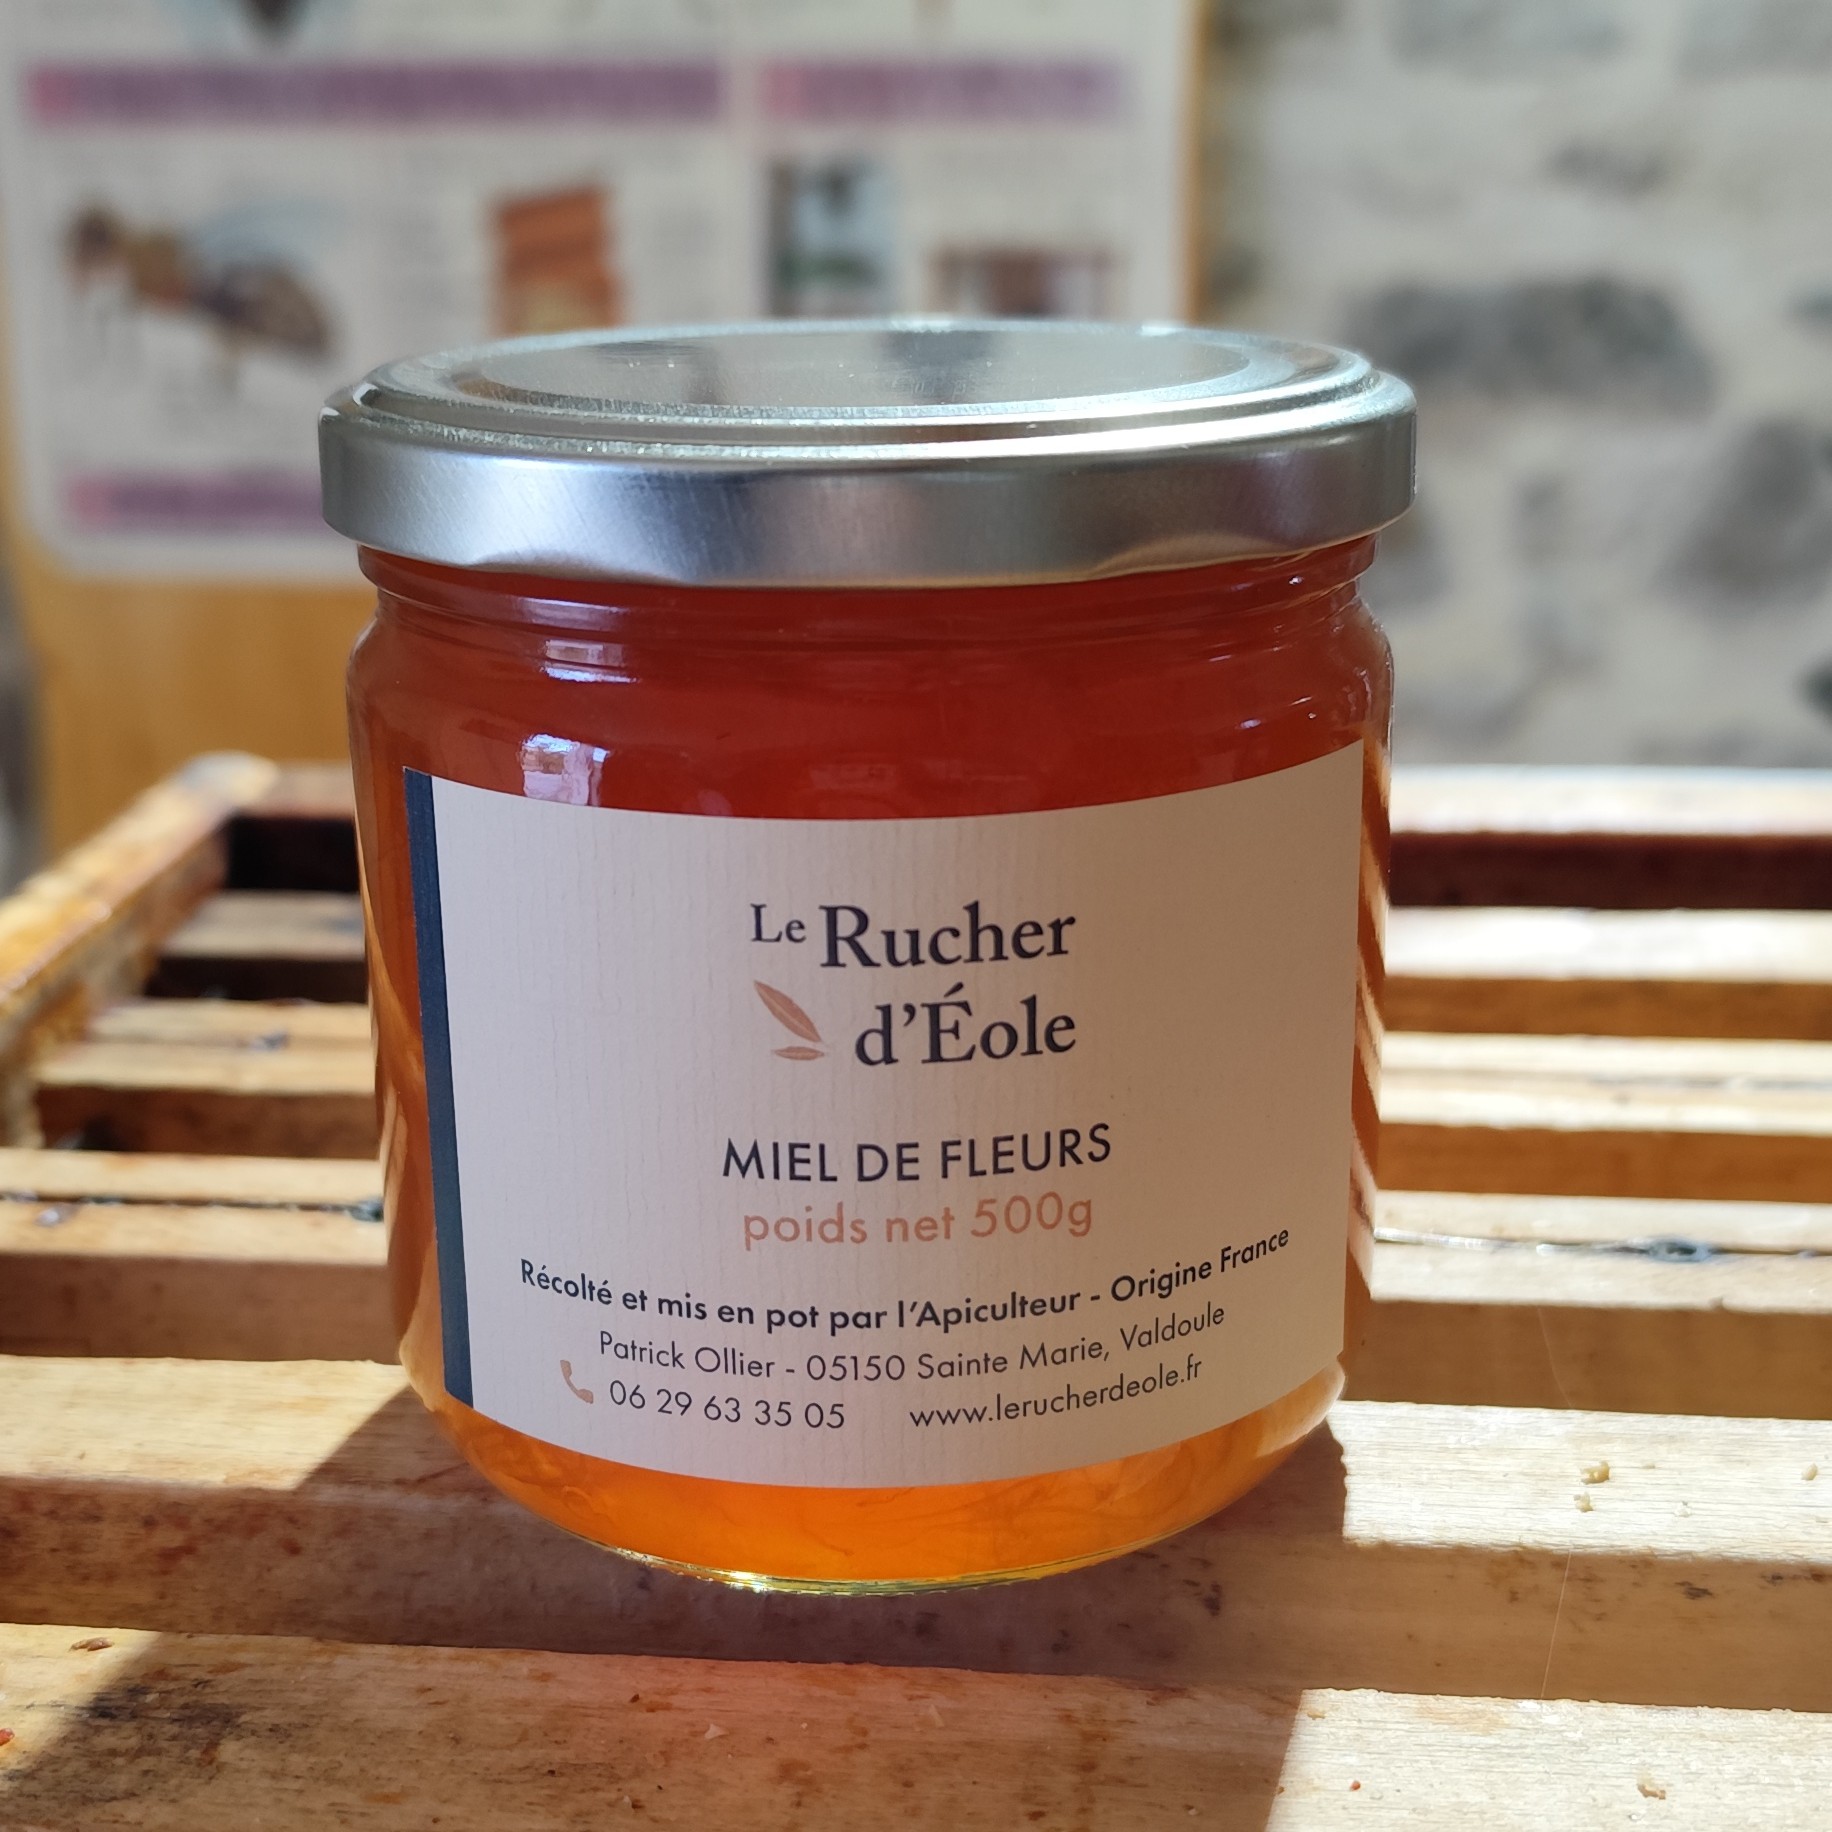 Le Rucher
d'Éole
MIEL DE FLEURS
poids net 500g
Récolté et mis en pot par l'Apiculteur - Origine France
Patrick Ollier - 05150 Sainte Marie, Valdoule
06 29 63 35 05 www.lerucherdeole.fr